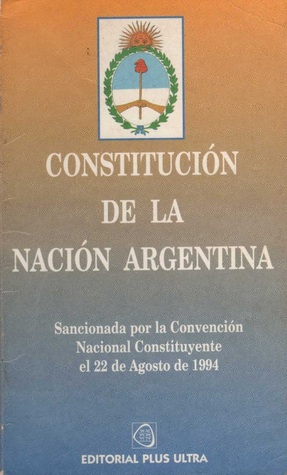 CONSTITUCIÓN
DE LA
NACIÓN ARGENTINA
Sancionada por la Convención
Nacional Constituyente
el 22 de Agosto de 1994
EDITORIAL PLUS ULTRA